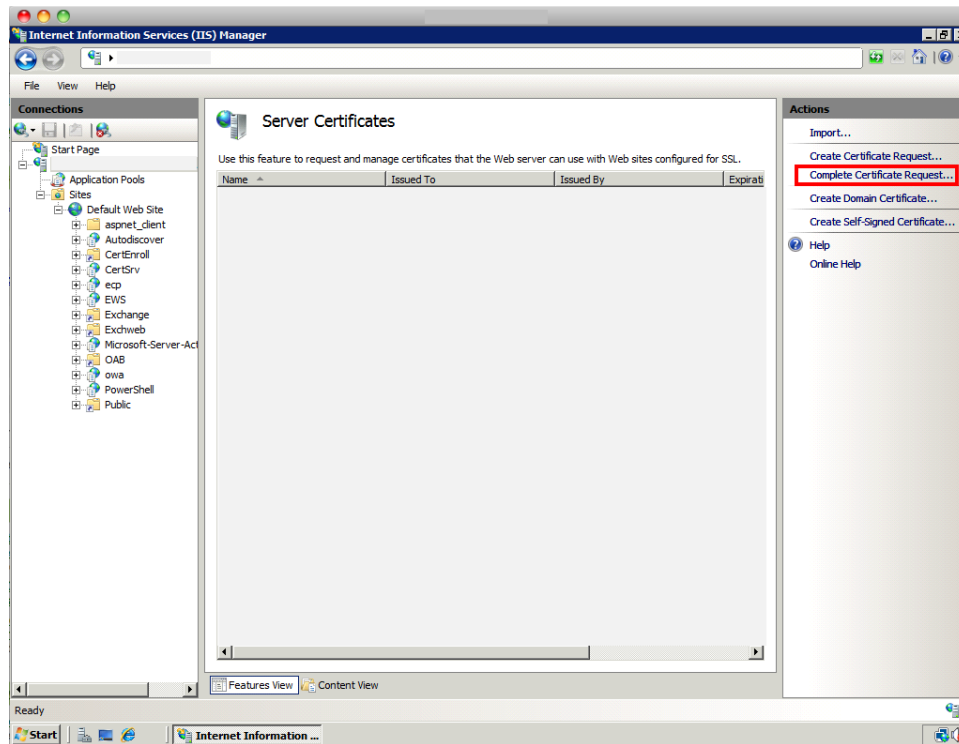 Internet Information Services (IIS) Manager
File View Help
Connections
Start Page
Application Pools
Sites
Default Web Site
aspnet_client
Autodiscover
CertEnroll
CertSrv
ecp
EWS
Exchange
Exchweb
Microsoft-Server-Act
OAB
owa
PowerShell
Public
Server Certificates
Use this feature to request and manage certificates that the Web server can use with Web sites configured for SSL.
Name Issued To Issued By Expirati
Features View Content View
Actions
Import...
Create Certificate Request...
Complete Certificate Request...
Create Domain Certificate...
Create Self-Signed Certificate...
Help
Online Help
Ready
Start Internet Information ...